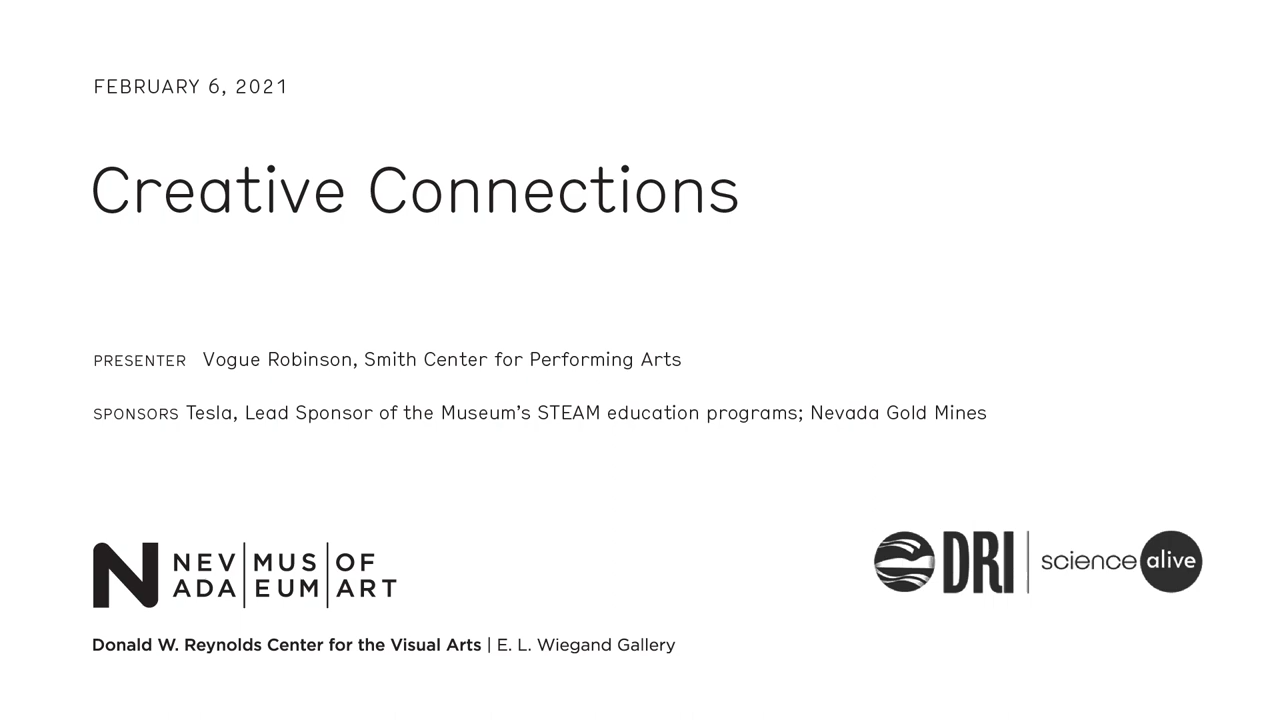 FEBRUARY 6, 2021
Creative Connections
PRESENTER Vogue Robinson, Smith Center for Performing Arts
SPONSORS Tesla, Lead Sponsor of the Museum’s STEAM education programs; Nevada Gold Mines
N NEV|MUS|OF
ADA|EUM|ART
DRI | science alive
Donald W. Reynolds Center for the Visual Arts | E. L. Wiegand Gallery